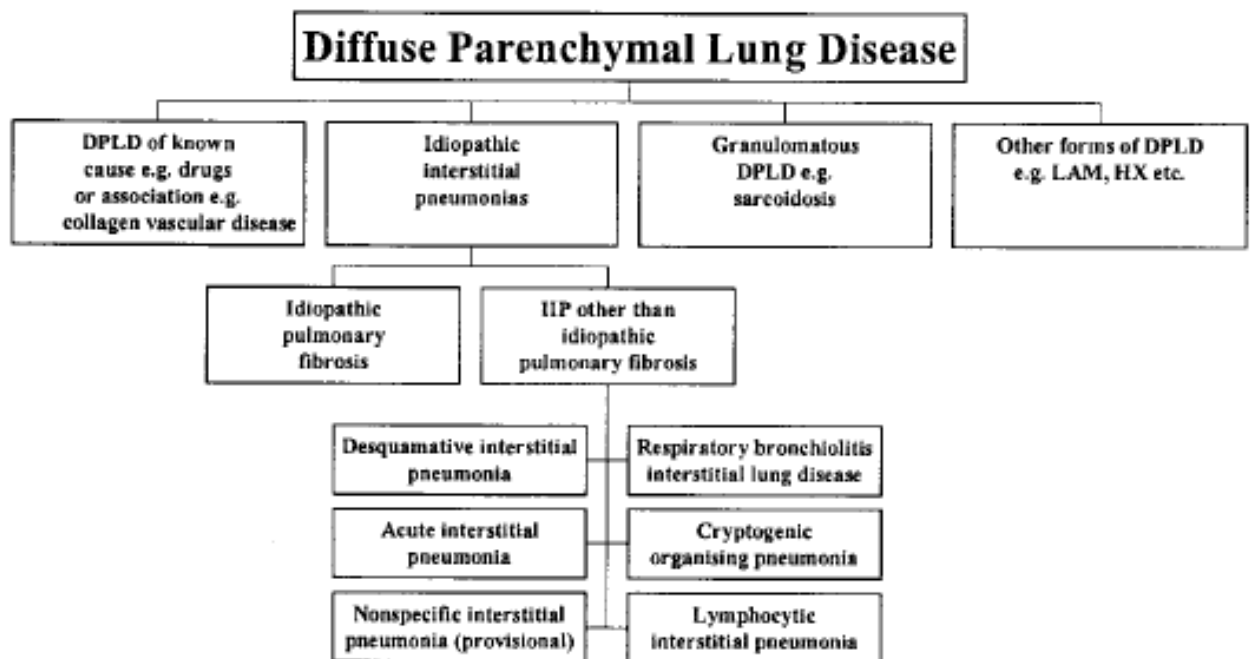 Diffuse Parenchymal Lung Disease
DPLD of known
cause e.g. drugs
or association e.g.
collagen vascular disease
Idiopathic
interstitial
pneumonias
Granulomatous
DPLD e.g.
sarcoidosis
Other forms of DPLD
e.g. LAM, HX etc.
Idiopathic
pulmonary
fibrosis
IIP other than
idiopathic
pulmonary fibrosis
Desquamative interstitial
pneumonia
Respiratory bronchiolitis
interstitial lung disease
Acute interstitial
pneumonia
Cryptogenic
organising pneumonia
Nonspecific interstitial
pneumonia (provisional)
Lymphocytic
interstitial pneumonia